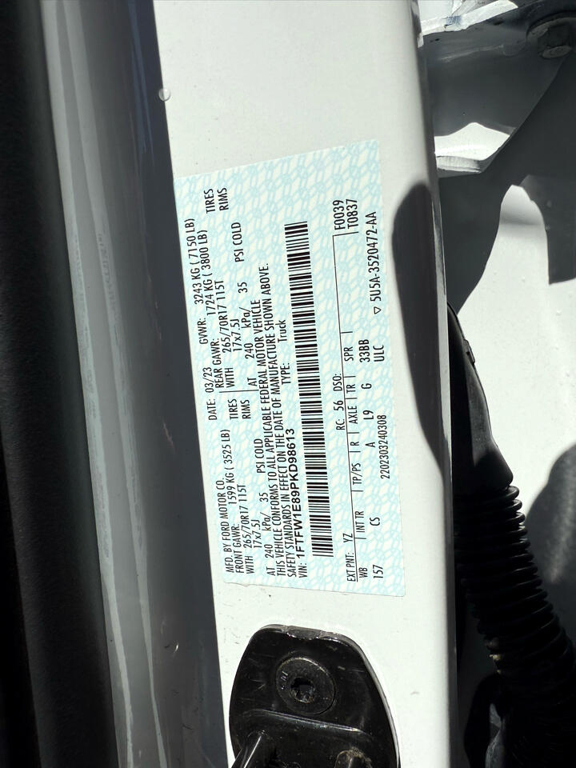 MFD. BY FORD MOTOR CO.
DATE: 03/23 GVWR: 3243 KG ( 7150 LB)
FRONT GAWR: 1599 KG ( 3525 LB) REAR GAWR: 1724 KG ( 3800 LB)
WITH 265/70R17 115T TIRES WITH 265/70R17 115T TIRES
17x7.5J RIMS 17x7.5J RIMS
AT 240 kPa/ 35 PSI COLD AT 240 kPa/ 35 PSI COLD
THIS VEHICLE CONFORMS TO ALL APPLICABLE FEDERAL MOTOR VEHICLE
SAFETY STANDARDS IN EFFECT ON THE DATE OF MANUFACTURE SHOWN ABOVE.
VIN: 1FTFW1E89PKD98613 TYPE: Truck
F0039
T0837
EXT PNT: YZ RC: 56 DSO:
WB INT TR TP/PS R AXLE TR SPR
157 CS A L9 G 33BB
2202303240308 ULC ▽ 5U5A-3520472-AA